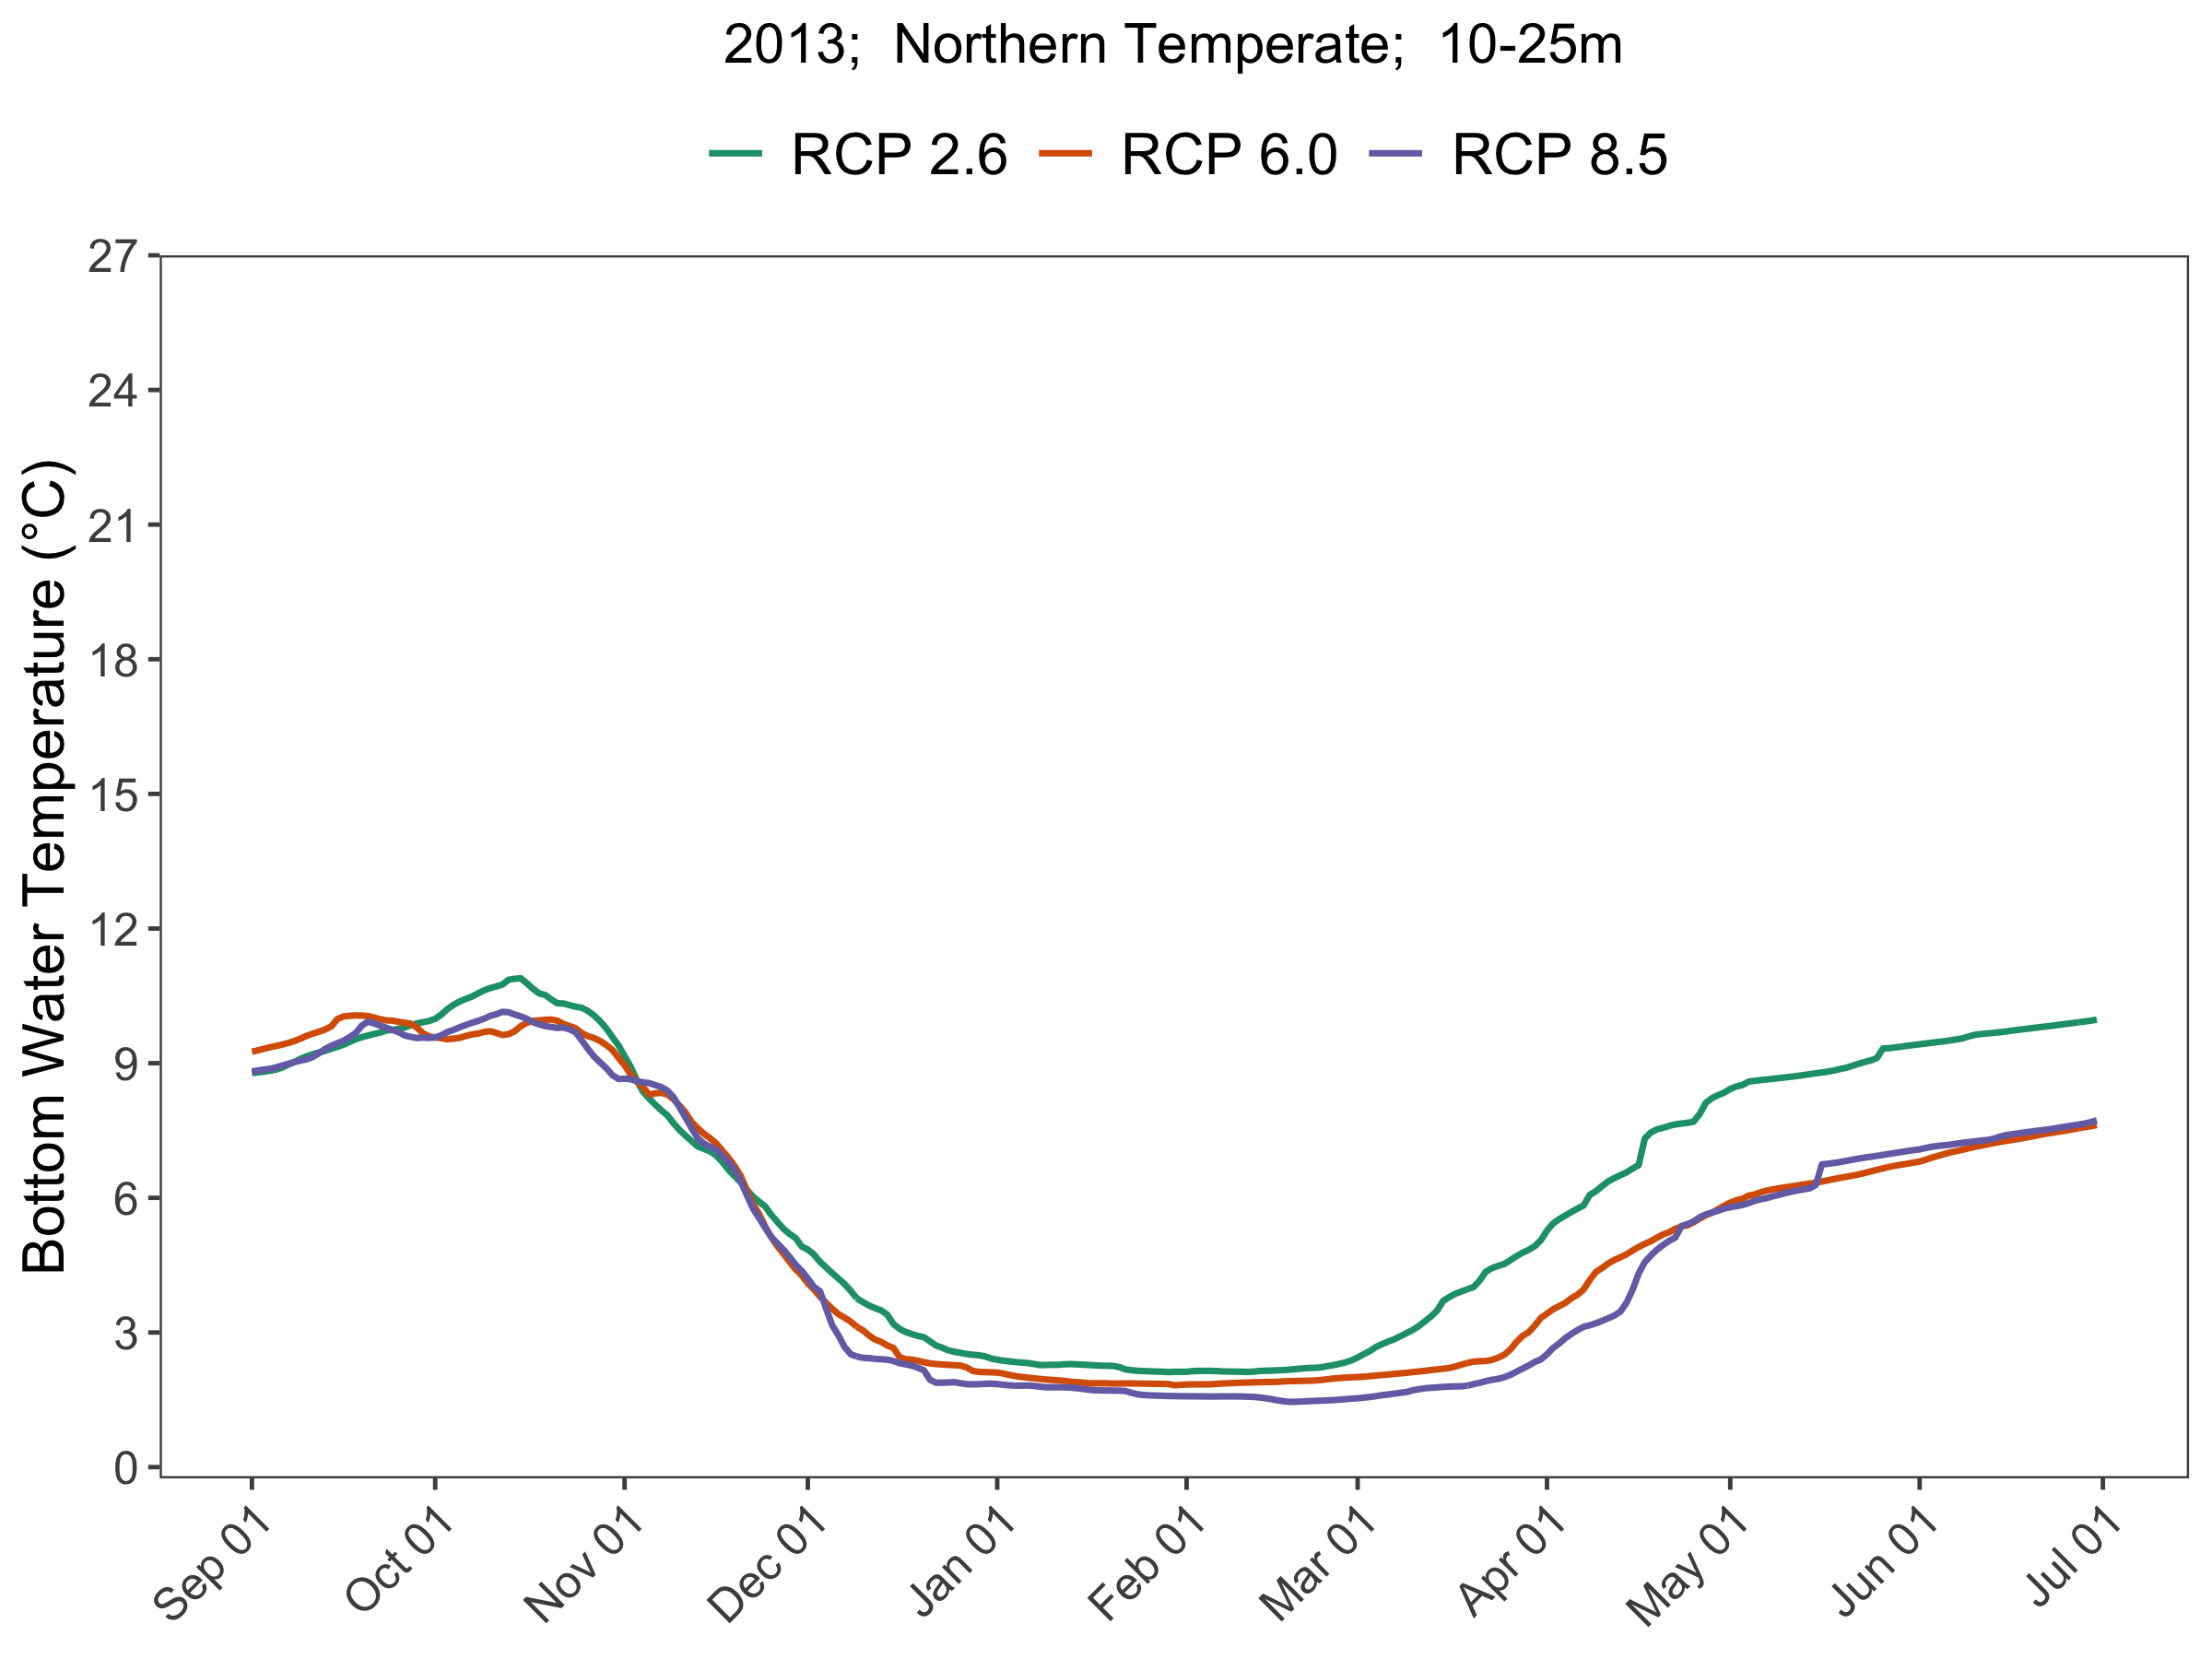 2013;  Northern Temperate;  10-25m
RCP 2.6 RCP 6.0 RCP 8.5
Bottom Water Temperature (°C)
27
24
21
18
15
12
9
6
3
0
Sep 01 Oct 01 Nov 01 Dec 01 Jan 01 Feb 01 Mar 01 Apr 01 May 01 Jun 01 Jul 01